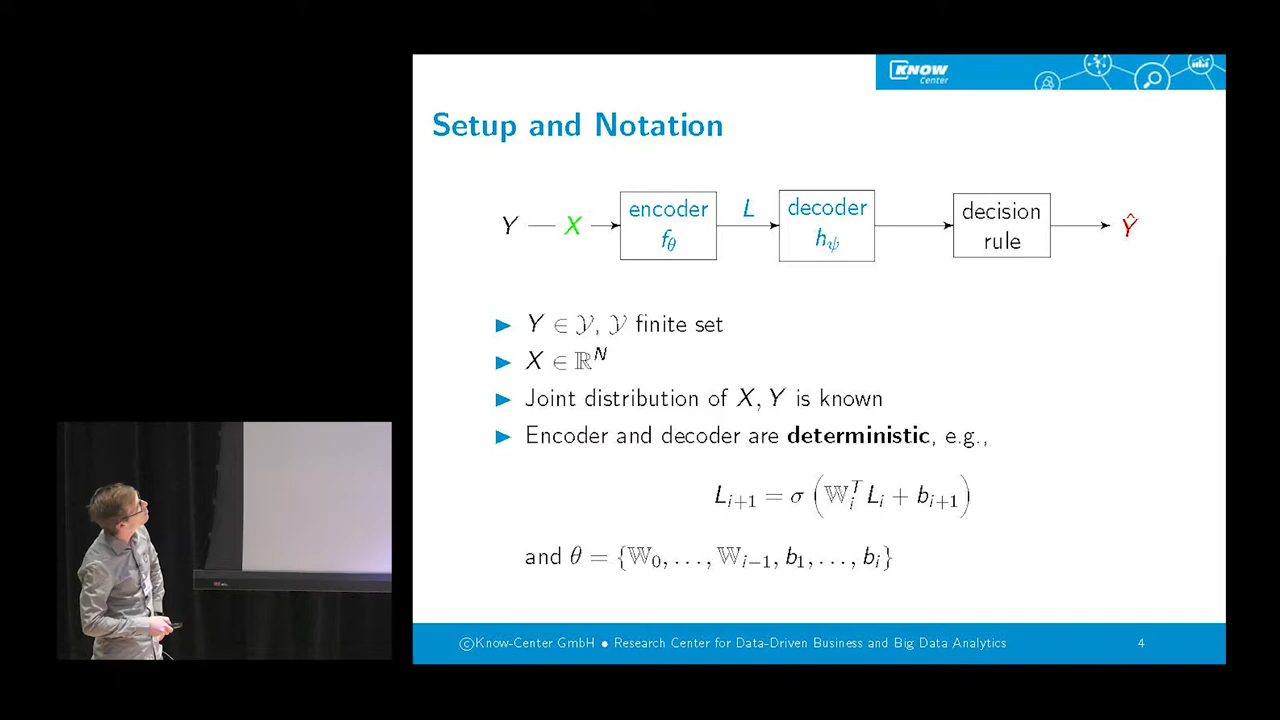 KNOW
Center
Setup and Notation
Y — X → encoder f_θ → L → decoder h_ψ → decision rule → Ŷ
▶ Y ∈ 𝒴, 𝒴 finite set
▶ X ∈ ℝ^N
▶ Joint distribution of X, Y is known
▶ Encoder and decoder are deterministic, e.g.,
L_{i+1} = σ (𝕎_i^T L_i + b_{i+1})
and θ = {𝕎_0, . . . , 𝕎_{i−1}, b_1, . . . , b_i}
©Know-Center GmbH • Research Center for Data-Driven Business and Big Data Analytics 4